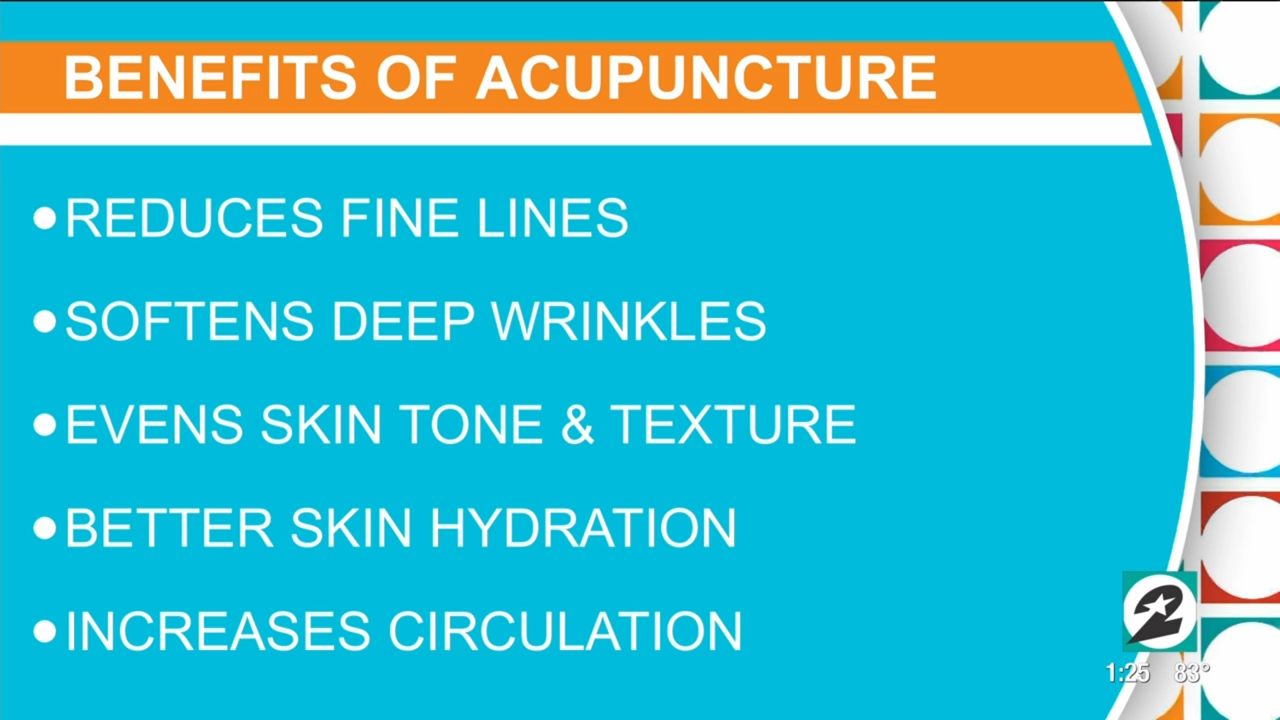 BENEFITS OF ACUPUNCTURE
•REDUCES FINE LINES
•SOFTENS DEEP WRINKLES
•EVENS SKIN TONE & TEXTURE
•BETTER SKIN HYDRATION
•INCREASES CIRCULATION
2
1:25 83°